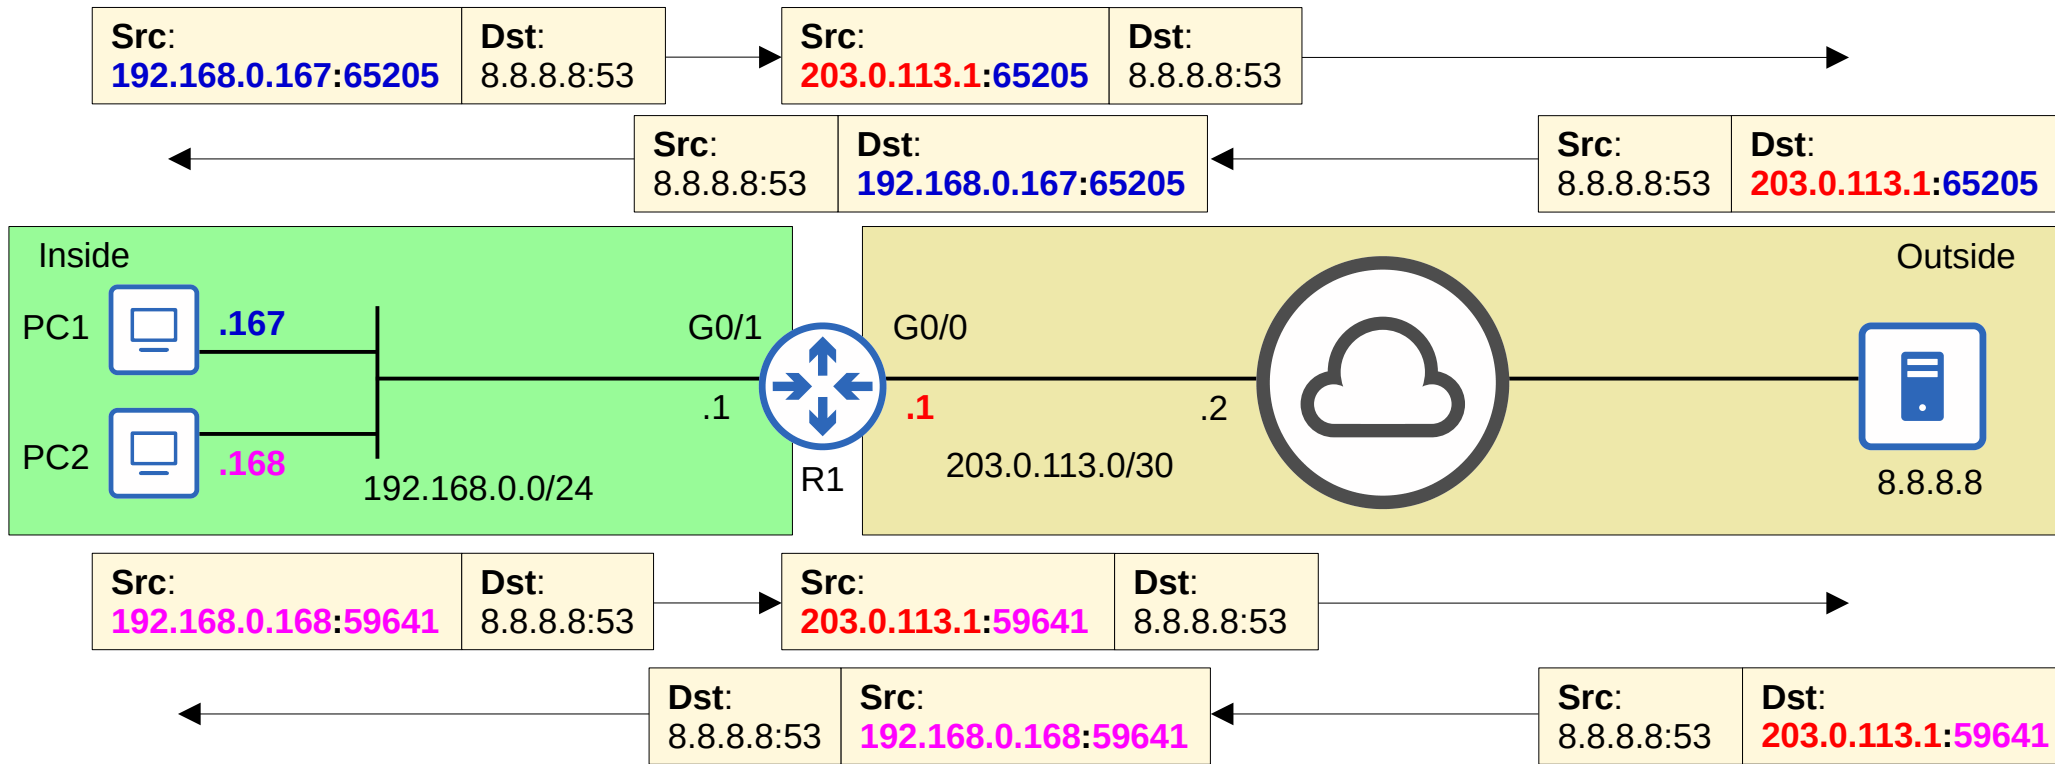 Src:
192.168.0.167:65205
Dst:
8.8.8.8:53
Src:
203.0.113.1:65205
Dst:
8.8.8.8:53
Src:
8.8.8.8:53
Dst:
192.168.0.167:65205
Src:
8.8.8.8:53
Dst:
203.0.113.1:65205
Inside
Outside
PC1
.167
G0/1
G0/0
.1
.1
.2
PC2
.168
192.168.0.0/24
R1
203.0.113.0/30
8.8.8.8
Src:
192.168.0.168:59641
Dst:
8.8.8.8:53
Src:
203.0.113.1:59641
Dst:
8.8.8.8:53
Dst:
8.8.8.8:53
Src:
192.168.0.168:59641
Src:
8.8.8.8:53
Dst:
203.0.113.1:59641